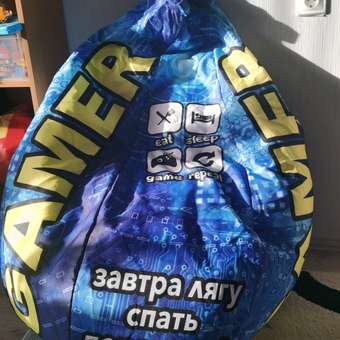 GAMER
GAMER
eat sleep
game repeat
завтра лягу
спать